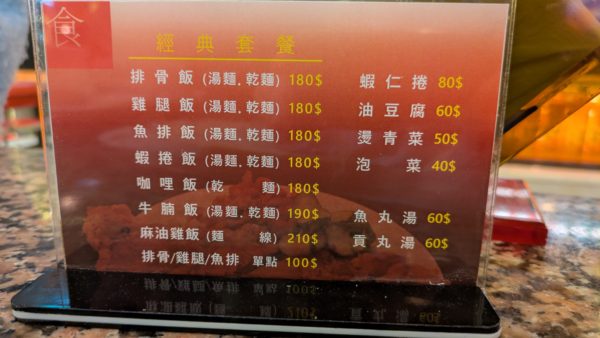 食
經典套餐
排骨飯 (湯麵.乾麵) 180$
雞腿飯 (湯麵.乾麵) 180$
魚排飯 (湯麵.乾麵) 180$
蝦捲飯 (湯麵.乾麵) 180$
咖哩飯 (乾 麵) 180$
牛腩飯 (湯麵.乾麵) 190$
麻油雞飯 (麵 線) 210$
排骨/雞腿/魚排 單點 100$
蝦仁捲 80$
油豆腐 60$
燙青菜 50$
泡菜 40$
魚丸湯 60$
貢丸湯 60$